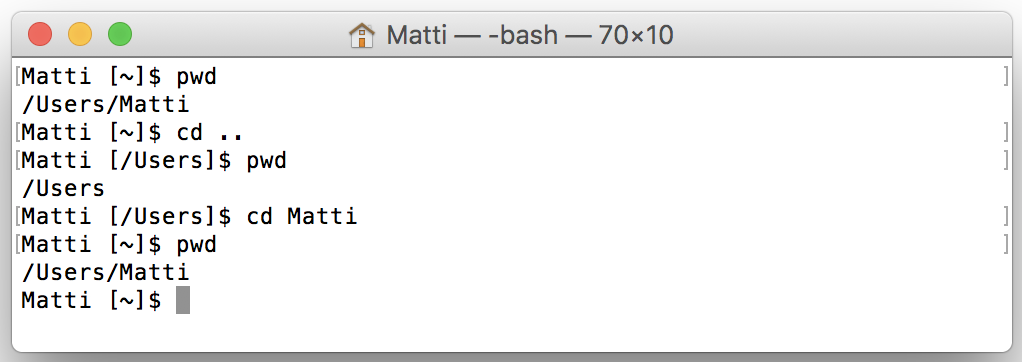 Matti — -bash — 70×10
[Matti [~]$ pwd ]
/Users/Matti
[Matti [~]$ cd .. ]
[Matti [/Users]$ pwd ]
/Users
[Matti [/Users]$ cd Matti ]
[Matti [~]$ pwd ]
/Users/Matti
Matti [~]$